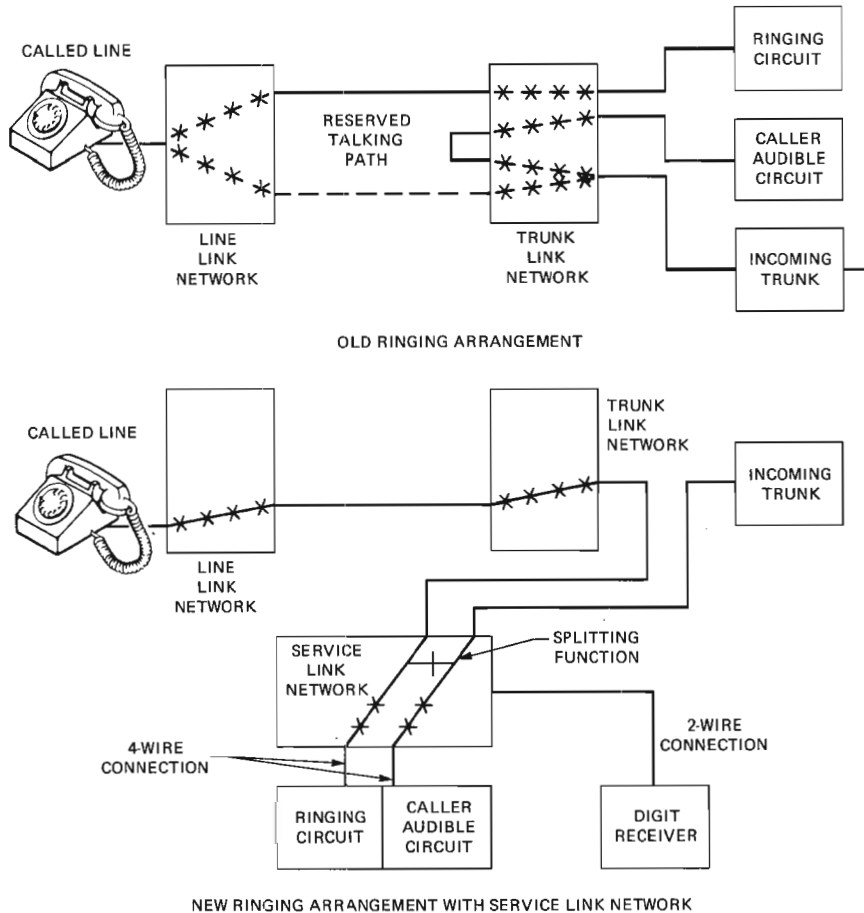 CALLED LINE
RINGING
CIRCUIT
RESERVED
TALKING
PATH
CALLER
AUDIBLE
CIRCUIT
LINE
LINK
NETWORK
TRUNK
LINK
NETWORK
INCOMING
TRUNK
OLD RINGING ARRANGEMENT
CALLED LINE
TRUNK
LINK
NETWORK
INCOMING
TRUNK
LINE
LINK
NETWORK
SERVICE
LINK
NETWORK
SPLITTING
FUNCTION
4-WIRE
CONNECTION
2-WIRE
CONNECTION
RINGING
CIRCUIT
CALLER
AUDIBLE
CIRCUIT
DIGIT
RECEIVER
NEW RINGING ARRANGEMENT WITH SERVICE LINK NETWORK